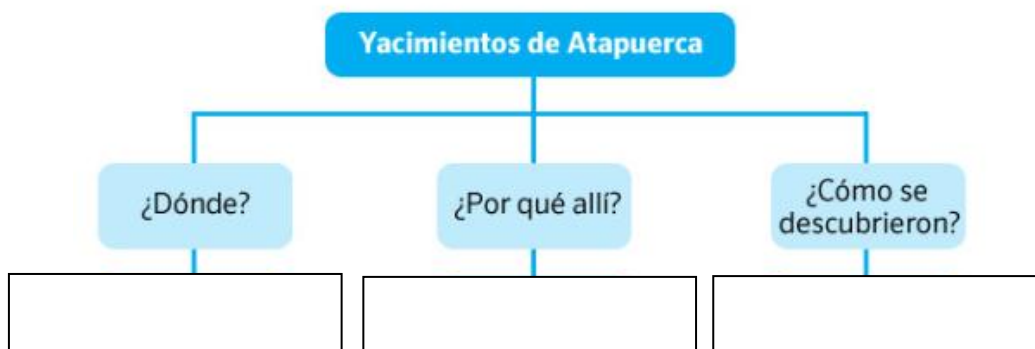 Yacimientos de Atapuerca
¿Dónde?
¿Por qué allí?
¿Cómo se
descubrieron?